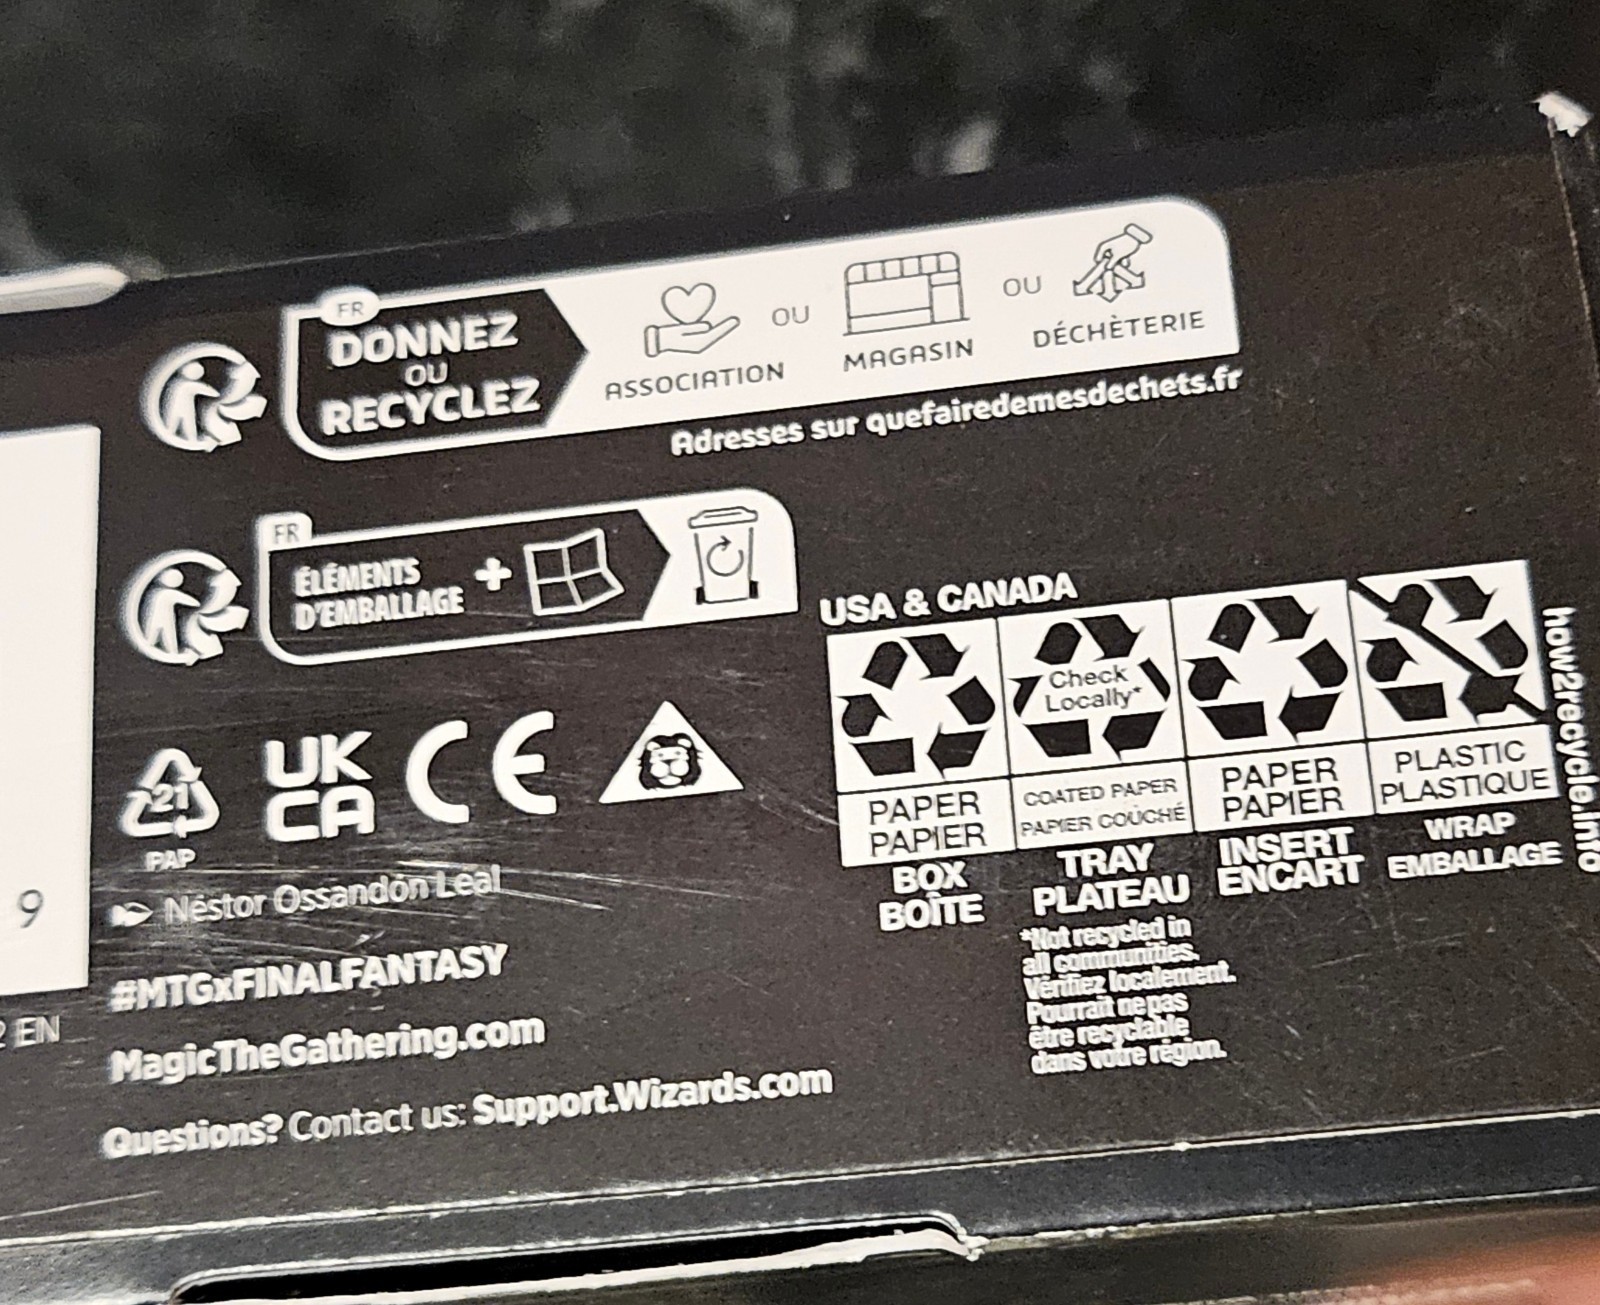 FR
DONNEZ
OU
RECYCLEZ
ASSOCIATION
OU
MAGASIN
OU
DÉCHÈTERIE
Adresses sur quefairedemesdechets.fr
FR
ÉLÉMENTS
D'EMBALLAGE
+
USA & CANADA
Check
Locally*
PAPER
PAPIER
BOX
BOÎTE
COATED PAPER
PAPIER COUCHÉ
TRAY
PLATEAU
*Not recycled in
all communities.
Vérifiez localement.
Pourrait ne pas
être recyclable
dans votre région.
PAPER
PAPIER
INSERT
ENCART
PLASTIC
PLASTIQUE
WRAP
EMBALLAGE
how2recycle.info
21
PAP
UK
CA
CE
Néstor Ossandón Leal
#MTGxFINALFANTASY
MagicTheGathering.com
Questions? Contact us: Support.Wizards.com
9
EN